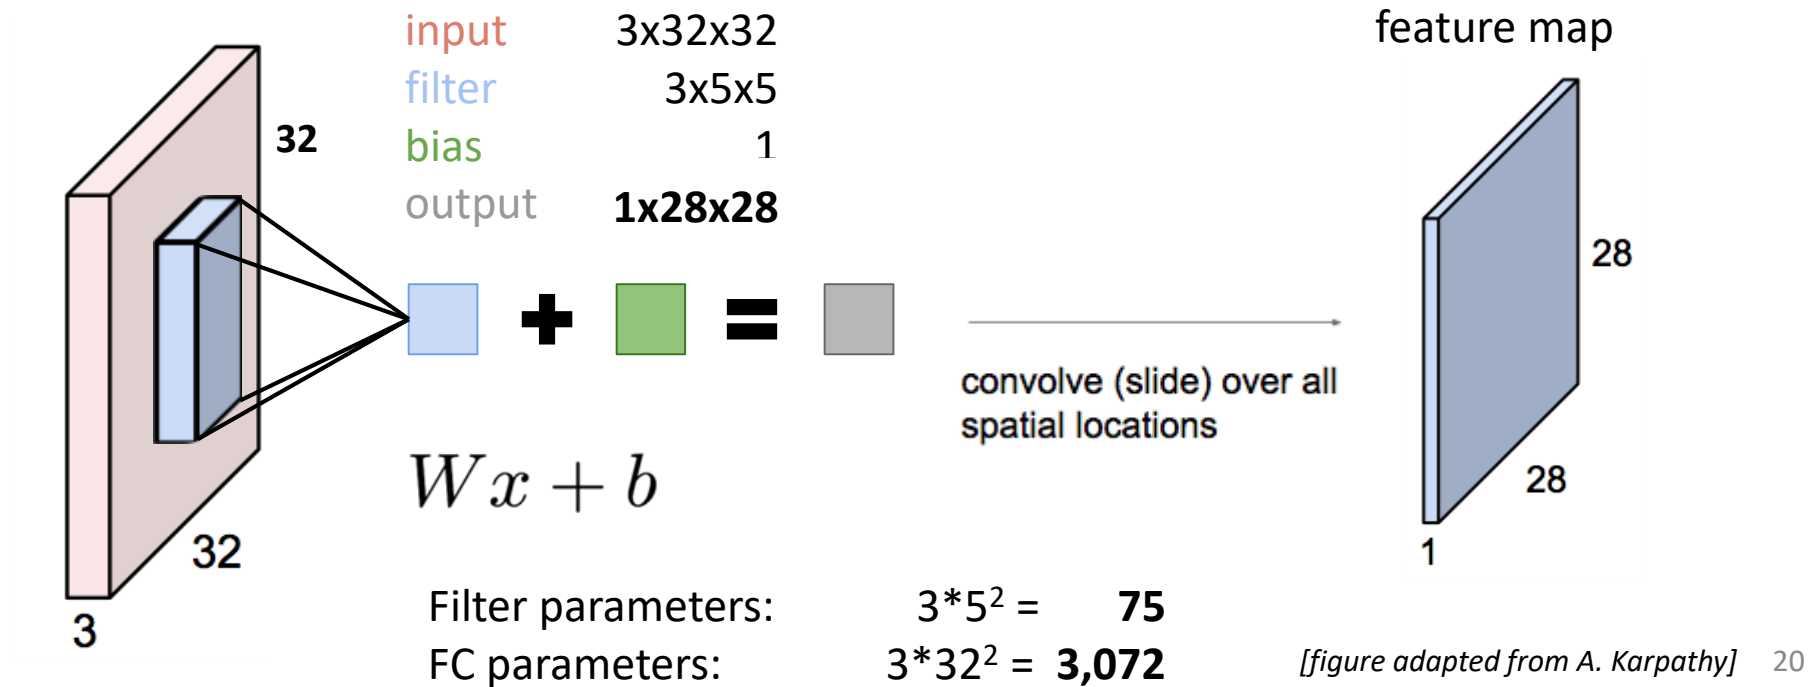 input 3x32x32
filter 3x5x5
bias 1
output 1x28x28
feature map
32
32
3
+ =
Wx + b
convolve (slide) over all
spatial locations
28
28
1
Filter parameters: 3*5² = 75
FC parameters: 3*32² = 3,072
[figure adapted from A. Karpathy] 20